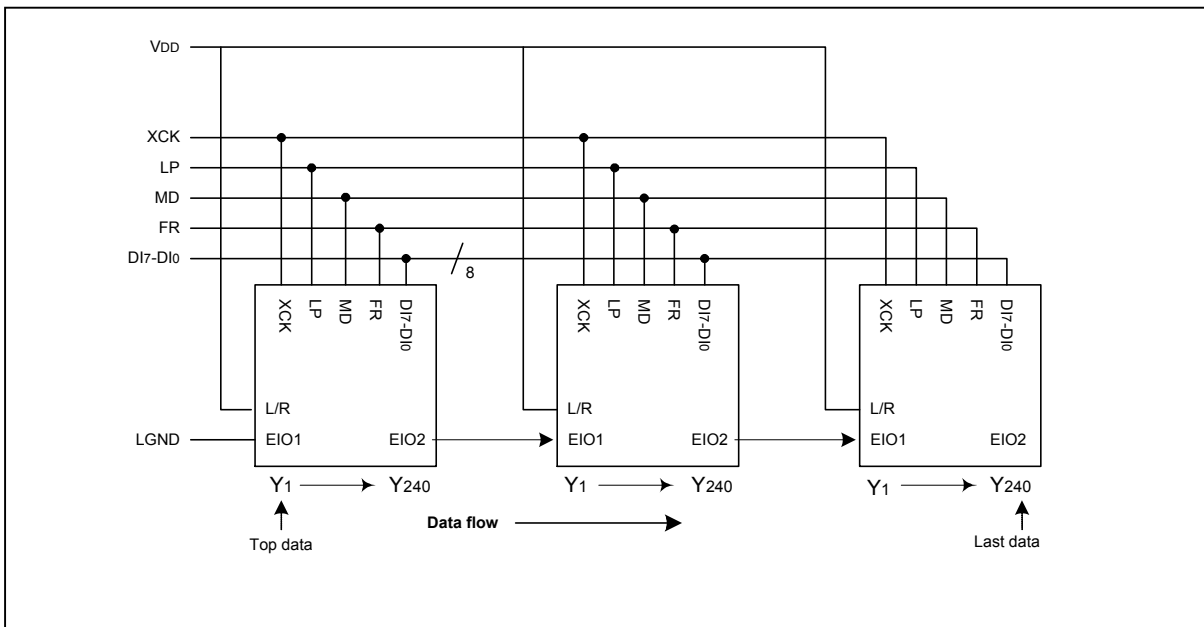 VDD
XCK
LP
MD
FR
DI7-DI0
8
XCK LP MD FR DI7-DI0
XCK LP MD FR DI7-DI0
XCK LP MD FR DI7-DI0
L/R
L/R
L/R
LGND
EIO1 EIO2
EIO1 EIO2
EIO1 EIO2
Y1 Y240
Y1 Y240
Y1 Y240
Data flow
Top data
Last data